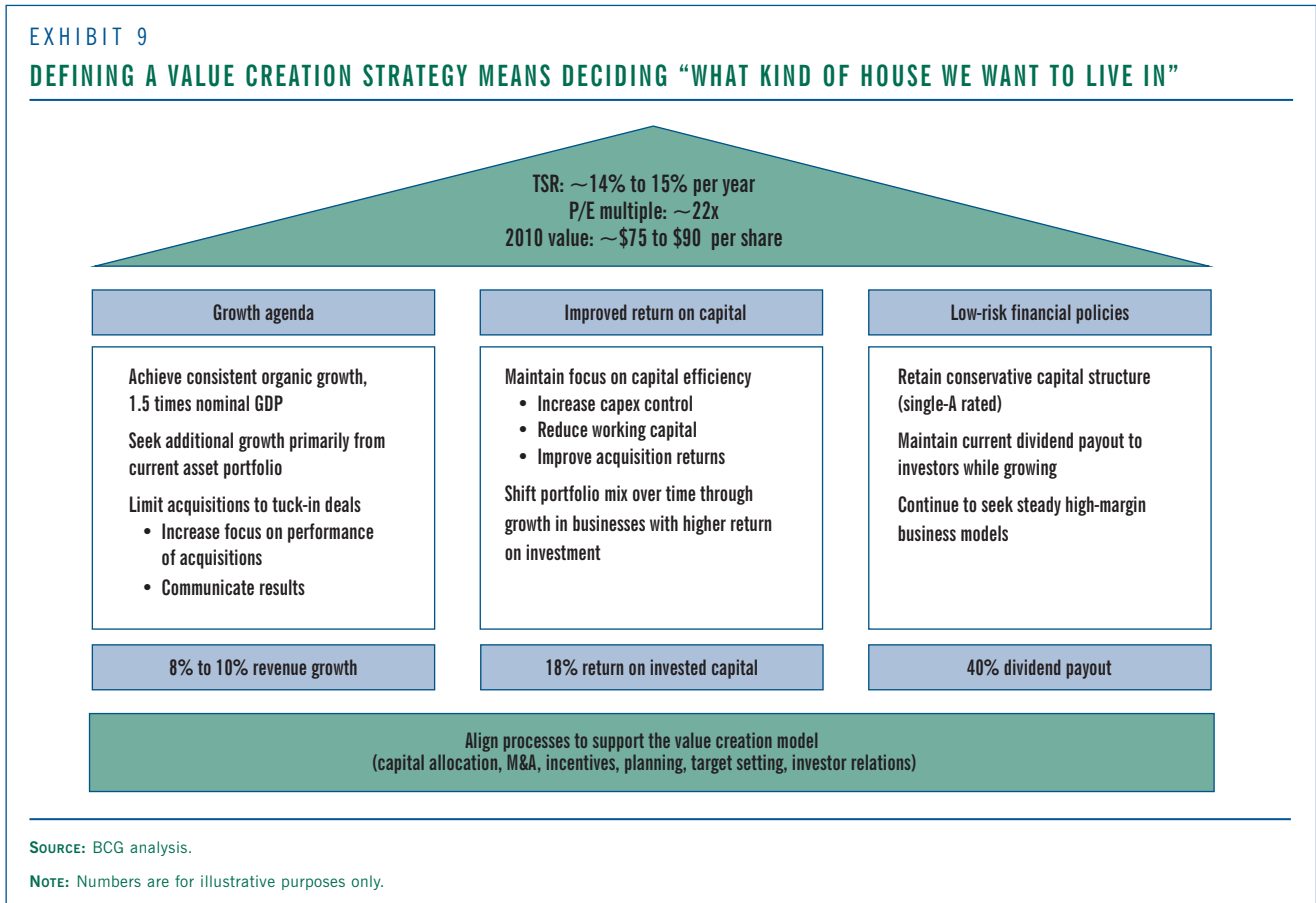 EXHIBIT 9
DEFINING A VALUE CREATION STRATEGY MEANS DECIDING “WHAT KIND OF HOUSE WE WANT TO LIVE IN”
TSR: ~14% to 15% per year
P/E multiple: ~22x
2010 value: ~$75 to $90 per share
Growth agenda
Achieve consistent organic growth,
1.5 times nominal GDP
Seek additional growth primarily from
current asset portfolio
Limit acquisitions to tuck-in deals
• Increase focus on performance
of acquisitions
• Communicate results
8% to 10% revenue growth
Improved return on capital
Maintain focus on capital efficiency
• Increase capex control
• Reduce working capital
• Improve acquisition returns
Shift portfolio mix over time through
growth in businesses with higher return
on investment
18% return on invested capital
Low-risk financial policies
Retain conservative capital structure
(single-A rated)
Maintain current dividend payout to
investors while growing
Continue to seek steady high-margin
business models
40% dividend payout
Align processes to support the value creation model
(capital allocation, M&A, incentives, planning, target setting, investor relations)
SOURCE: BCG analysis.
NOTE: Numbers are for illustrative purposes only.